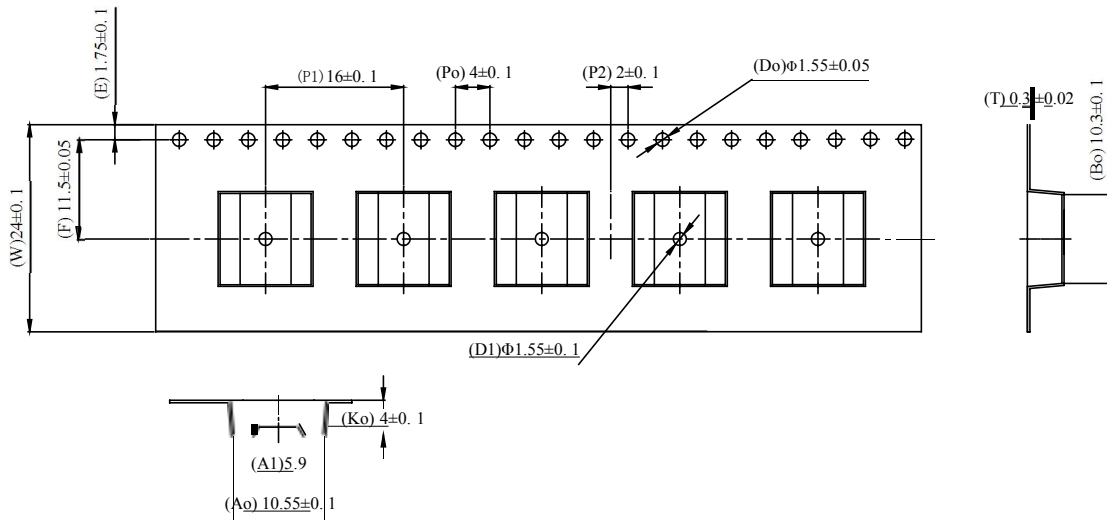 (E) 1.75±0.1
(P1) 16±0.1
(Po) 4±0.1
(P2) 2±0.1
(Do)Φ1.55±0.05
(T) 0.3±0.02
(Bo) 10.3±0.1
(W)24±0.1
(F) 11.5±0.05
(D1)Φ1.55±0.1
(Ko) 4±0.1
(A1)5.9
(Ao) 10.55±0.1